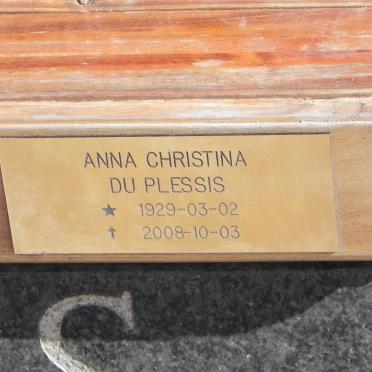 ANNA CHRISTINA
DU PLESSIS
★ 1929-03-02
✝ 2008-10-03
S